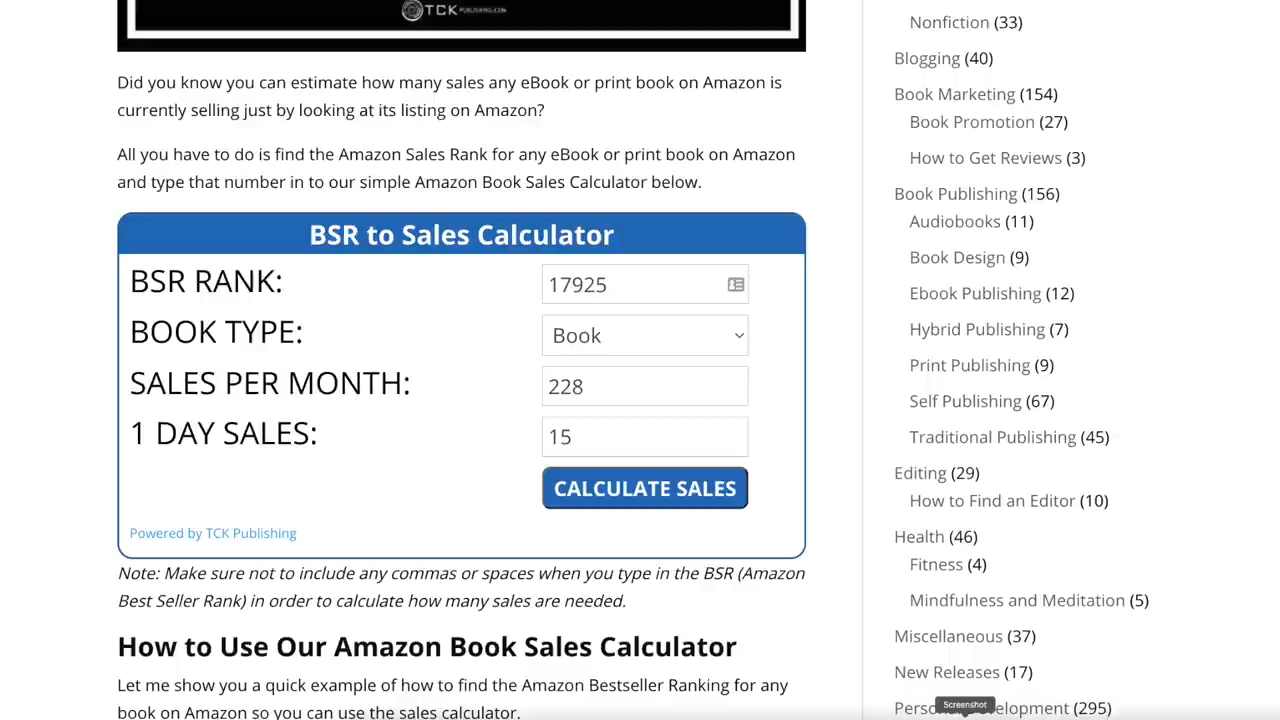 TCK PUBLISHING.COM
Did you know you can estimate how many sales any eBook or print book on Amazon is
currently selling just by looking at its listing on Amazon?
All you have to do is find the Amazon Sales Rank for any eBook or print book on Amazon
and type that number in to our simple Amazon Book Sales Calculator below.
BSR to Sales Calculator
BSR RANK:
17925
BOOK TYPE:
Book
SALES PER MONTH:
228
1 DAY SALES:
15
CALCULATE SALES
Powered by TCK Publishing
Note: Make sure not to include any commas or spaces when you type in the BSR (Amazon
Best Seller Rank) in order to calculate how many sales are needed.
How to Use Our Amazon Book Sales Calculator
Let me show you a quick example of how to find the Amazon Bestseller Ranking for any
book on Amazon so you can use the sales calculator.
Nonfiction (33)
Blogging (40)
Book Marketing (154)
Book Promotion (27)
How to Get Reviews (3)
Book Publishing (156)
Audiobooks (11)
Book Design (9)
Ebook Publishing (12)
Hybrid Publishing (7)
Print Publishing (9)
Self Publishing (67)
Traditional Publishing (45)
Editing (29)
How to Find an Editor (10)
Health (46)
Fitness (4)
Mindfulness and Meditation (5)
Miscellaneous (37)
New Releases (17)
Screenshot
(295)